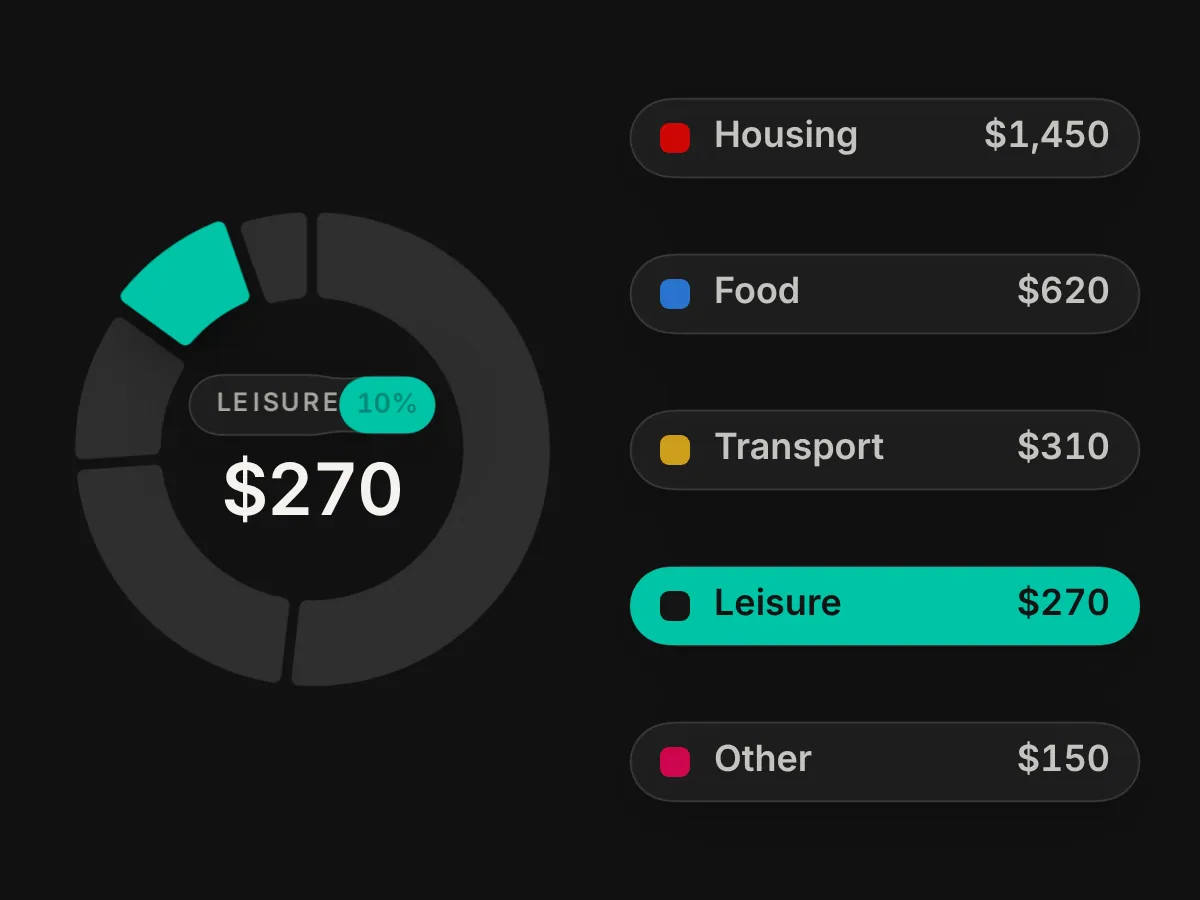 LEISURE 10%
$270
Housing $1,450
Food $620
Transport $310
Leisure $270
Other $150